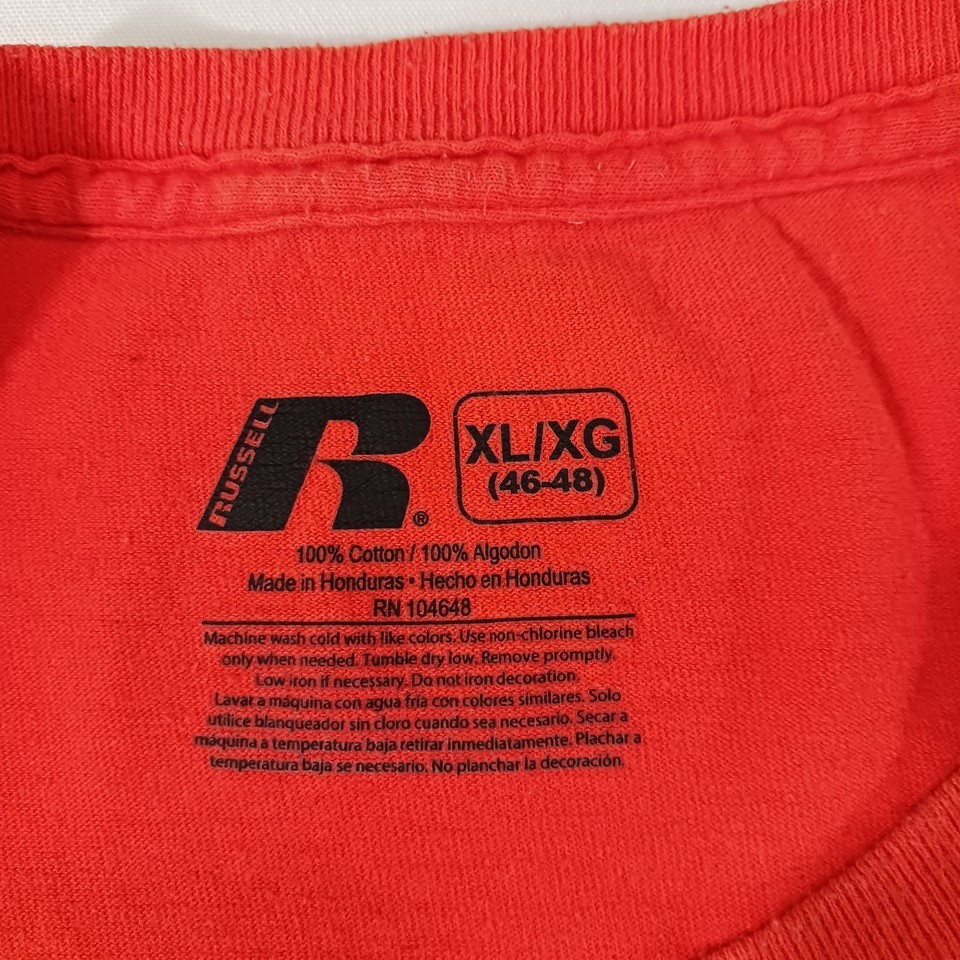 RUSSELL
R®
XL/XG
(46-48)
100% Cotton / 100% Algodon
Made in Honduras • Hecho en Honduras
RN 104648
Machine wash cold with like colors. Use non-chlorine bleach
only when needed. Tumble dry low. Remove promptly.
Low iron if necessary. Do not iron decoration.
Lavar a máquina con agua fría con colores similares. Solo
utilice blanqueador sin cloro cuando sea necesario. Secar a
máquina a temperatura baja retirar inmediatamente. Plachar a
temperatura baja se necesario. No planchar la decoración.